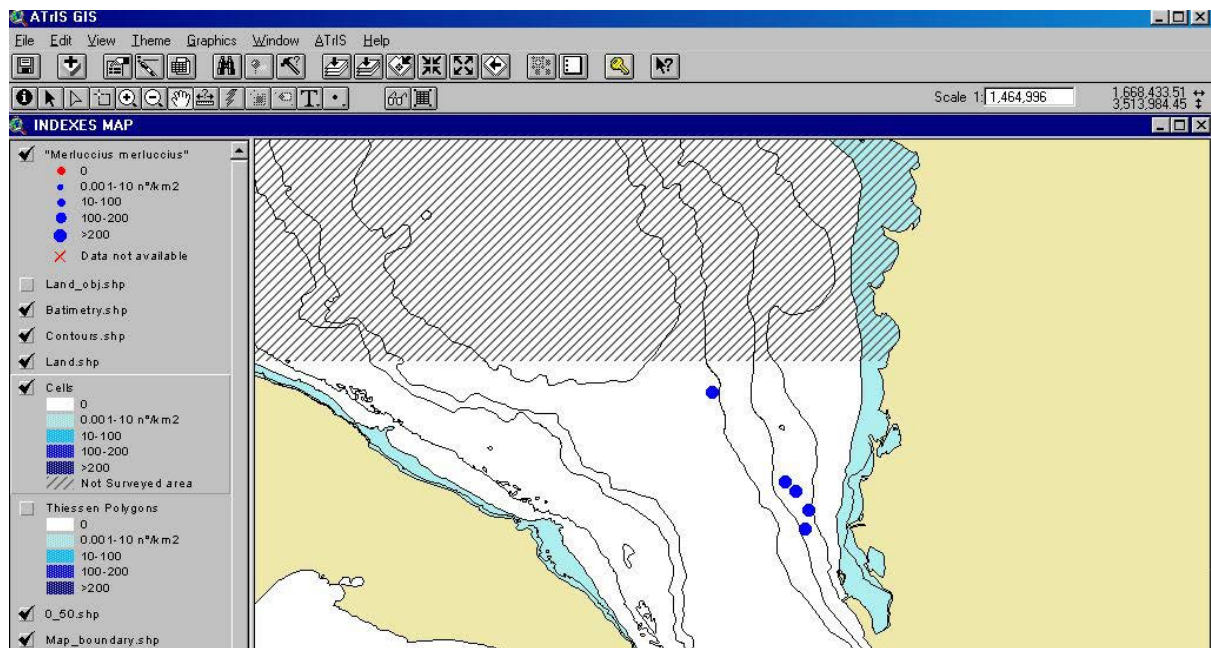 ATrIS GIS
File Edit View Theme Graphics Window ATrIS Help
Scale 1: 1,464,996
1,668,433.51
3,513,984.45
INDEXES MAP
"Merluccius merluccius"
0
0.001-10 n°/km2
10-100
100-200
>200
Data not available
Land_obj.shp
Batimetry.shp
Contours.shp
Land.shp
Cells
0
0.001-10 n°/km2
10-100
100-200
>200
Not Surveyed area
Thiessen Polygons
0
0.001-10 n°/km2
10-100
100-200
>200
0_50.shp
Map_boundary.shp